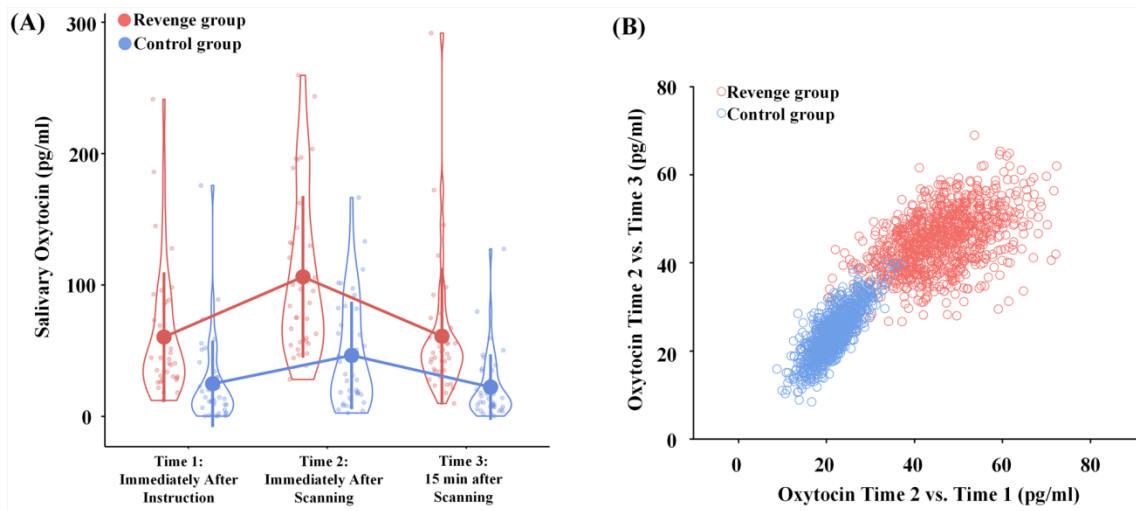 (A)
Revenge group
Control group
Salivary Oxytocin (pg/ml)
300
200
100
0
Time 1:
Immediately After
Instruction
Time 2:
Immediately After
Scanning
Time 3:
15 min after
Scanning
(B)
Revenge group
Control group
Oxytocin Time 2 vs. Time 3 (pg/ml)
80
60
40
20
0
0 20 40 60 80
Oxytocin Time 2 vs. Time 1 (pg/ml)